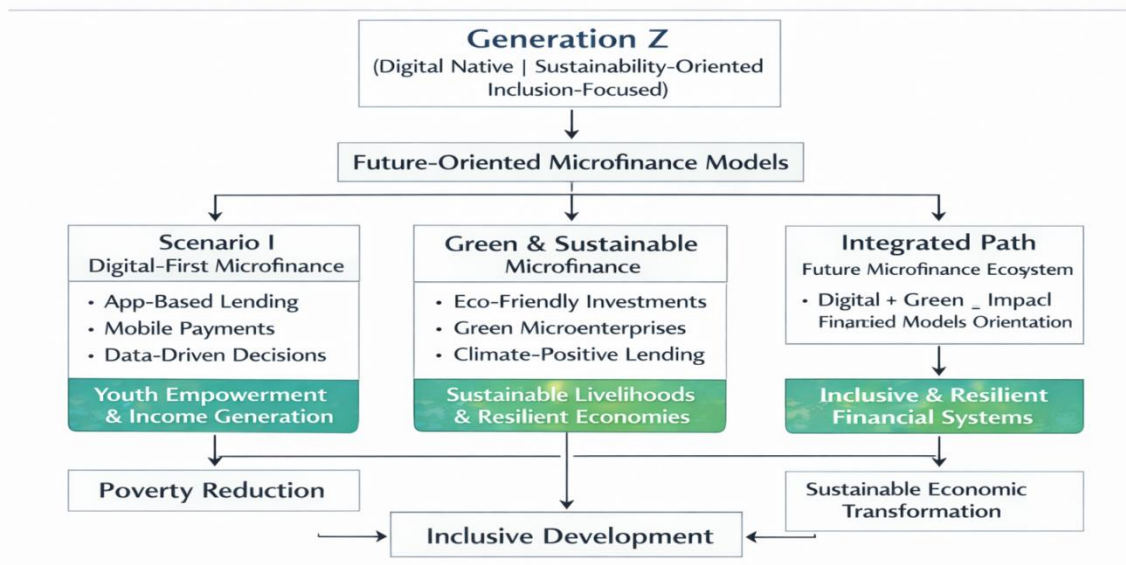 Generation Z
(Digital Native | Sustainability-Oriented
Inclusion-Focused)
Future-Oriented Microfinance Models
Scenario I
Digital-First Microfinance
• App-Based Lending
• Mobile Payments
• Data-Driven Decisions
Youth Empowerment
& Income Generation
Green & Sustainable
Microfinance
• Eco-Friendly Investments
• Green Microenterprises
• Climate-Positive Lending
Sustainable Livelihoods
& Resilient Economies
Integrated Path
Future Microfinance Ecosystem
• Digital + Green _ Impacl
Models Orientation
Inclusive & Resilient
Financial Systems
Poverty Reduction
Sustainable Economic
Transformation
Inclusive Development